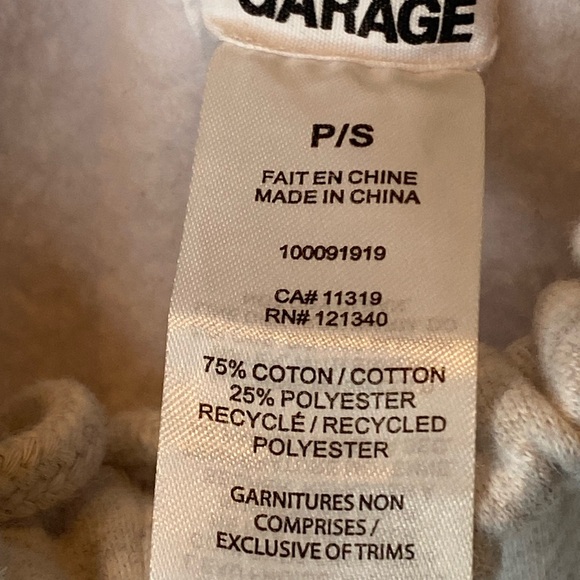 GARAGE
P/S
FAIT EN CHINE
MADE IN CHINA
100091919
CA# 11319
RN# 121340
75% COTON / COTTON
25% POLYESTER
RECYCLÉ / RECYCLED
POLYESTER
GARNITURES NON
COMPRISES /
EXCLUSIVE OF TRIMS